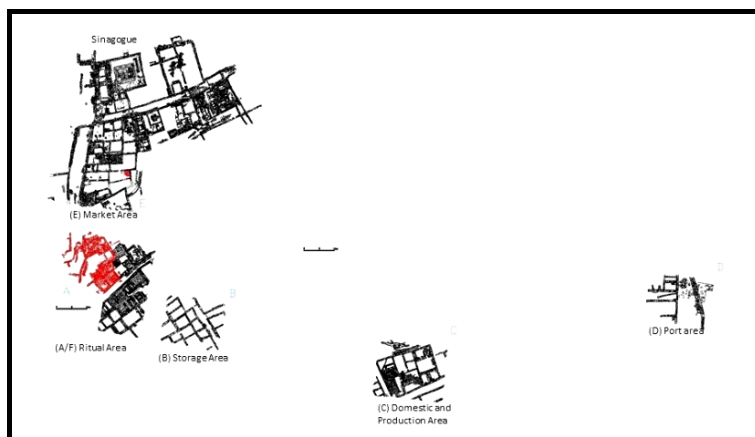 Sinagogue
E
(E) Market Area
A
(A/F) Ritual Area
B
(B) Storage Area
C
(C) Domestic and
Production Area
D
(D) Port area